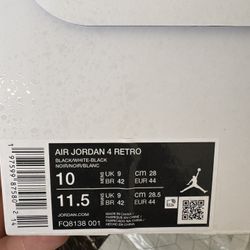 AIR JORDAN 4 RETRO
BLACK/WHITE-BLACK
NOIR/NOIR/BLANC
10 UK 9 BR 42 CM 28 EUR 44
11.5 UK 9 BR 42 CM 28.5 EUR 44
JORDAN.COM FQ8138 001